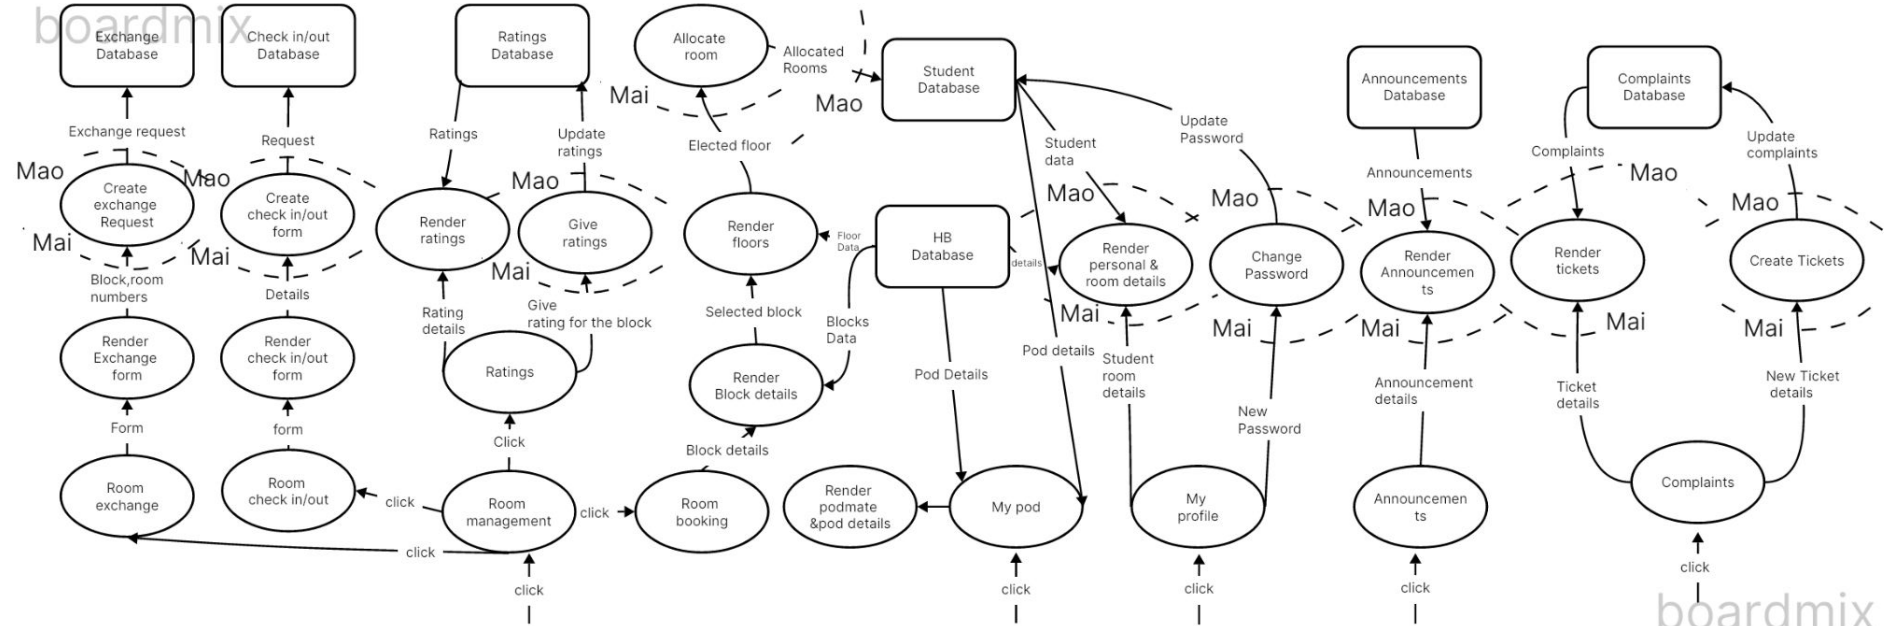 boardmix
Exchange
Database
Check in/out
Database
Ratings
Database
Allocate
room
Allocated
Rooms
Student
Database
Announcements
Database
Complaints
Database
Mai
Mao
Exchange request
Request
Ratings
Update
ratings
Elected floor
Student
data
Update
Password
Announcements
Complaints
Update
complaints
Mao
Create
exchange
Request
Mai
Mao
Create
check in/out
form
Mai
Render
ratings
Mao
Give
ratings
Mai
Render
floors
Floor
Data
HB
Database
details
Mao
Render
personal &
room details
Mai
Mao
Change
Password
Mai
Mao
Render
Announcemen
ts
Mai
Mao
Render
tickets
Mai
Mao
Create Tickets
Mai
Block,room
numbers
Details
Rating
details
Give
rating for the block
Selected block
Blocks
Data
Pod Details
Pod details
Student
room
details
New
Password
Announcement
details
Ticket
details
New Ticket
details
Render
Exchange
form
Render
check in/out
form
Ratings
Render
Block details
Form
form
Click
Block details
Room
exchange
Room
check in/out
click
Room
management
click
Room
booking
Render
podmate
&pod details
My pod
My
profile
Announcemen
ts
Complaints
click
click
click
click
click
click
boardmix